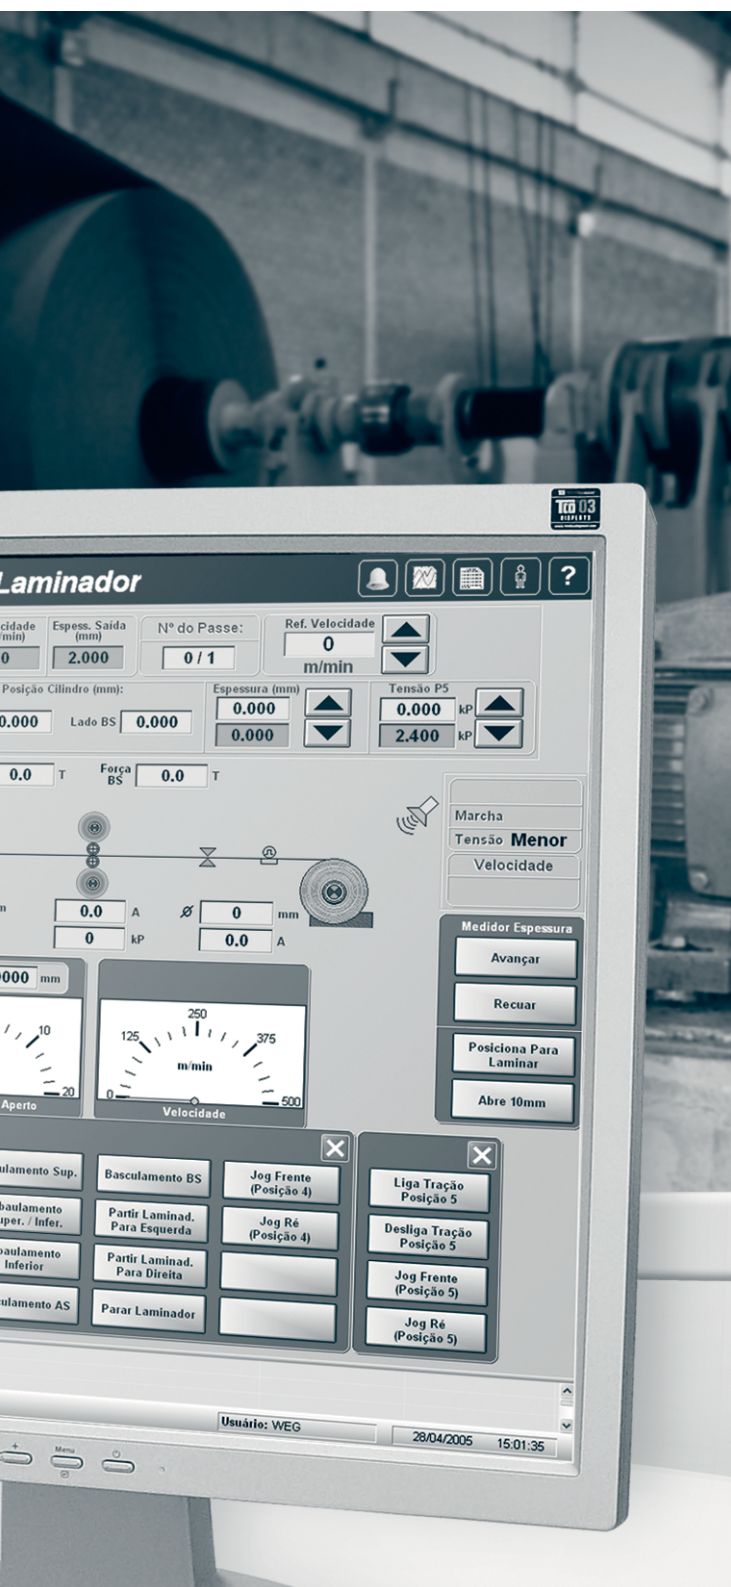 TCO 03
DISPLAYS
Laminador
?
Espess. Saída
(mm)
Nº do Passe:
Ref. Velocidade
0
2.000
0 / 1
0
m/min
Posição Cilindro (mm):
Espessura (mm)
Tensão P5
0.000
Lado BS
0.000
0.000
0.000
kP
0.000
2.400
kP
0.0
T
Força
BS
0.0
T
Marcha
Tensão Menor
Velocidade
0.0
A
0
mm
0
kP
0.0
A
Medidor Espessura
Avançar
Recuar
Posiciona Para
Laminar
Abre 10mm
mm
10
20
Aperto
0
125
250
375
500
m/min
Velocidade
Basculamento BS
Jog Frente
(Posição 4)
Liga Tração
Posição 5
Partir Laminad.
Para Esquerda
Jog Ré
(Posição 4)
Desliga Tração
Posição 5
Inferior
Partir Laminad.
Para Direita
Jog Frente
(Posição 5)
Parar Laminador
Jog Ré
(Posição 5)
Usuário: WEG
28/04/2005
15:01:35
Menu